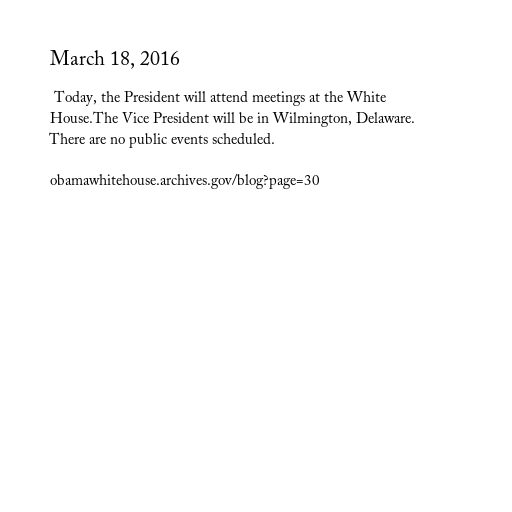 March 18, 2016
Today, the President will attend meetings at the White
House.The Vice President will be in Wilmington, Delaware.
There are no public events scheduled.
obamawhitehouse.archives.gov/blog?page=30